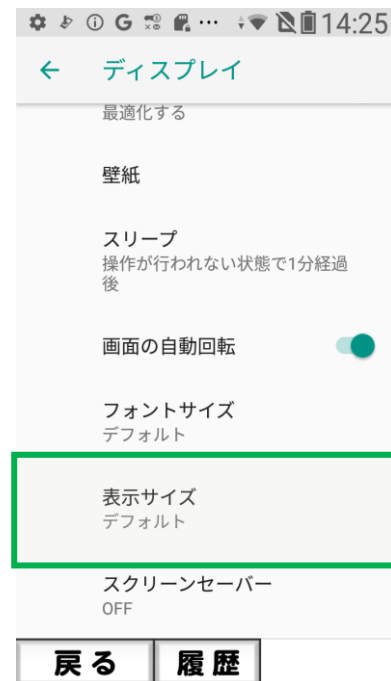 14:25
ディスプレイ
最適化する
壁紙
スリープ
操作が行われない状態で1分経過
後
画面の自動回転
フォントサイズ
デフォルト
表示サイズ
デフォルト
スクリーンセーバー
OFF
戻る 履歴